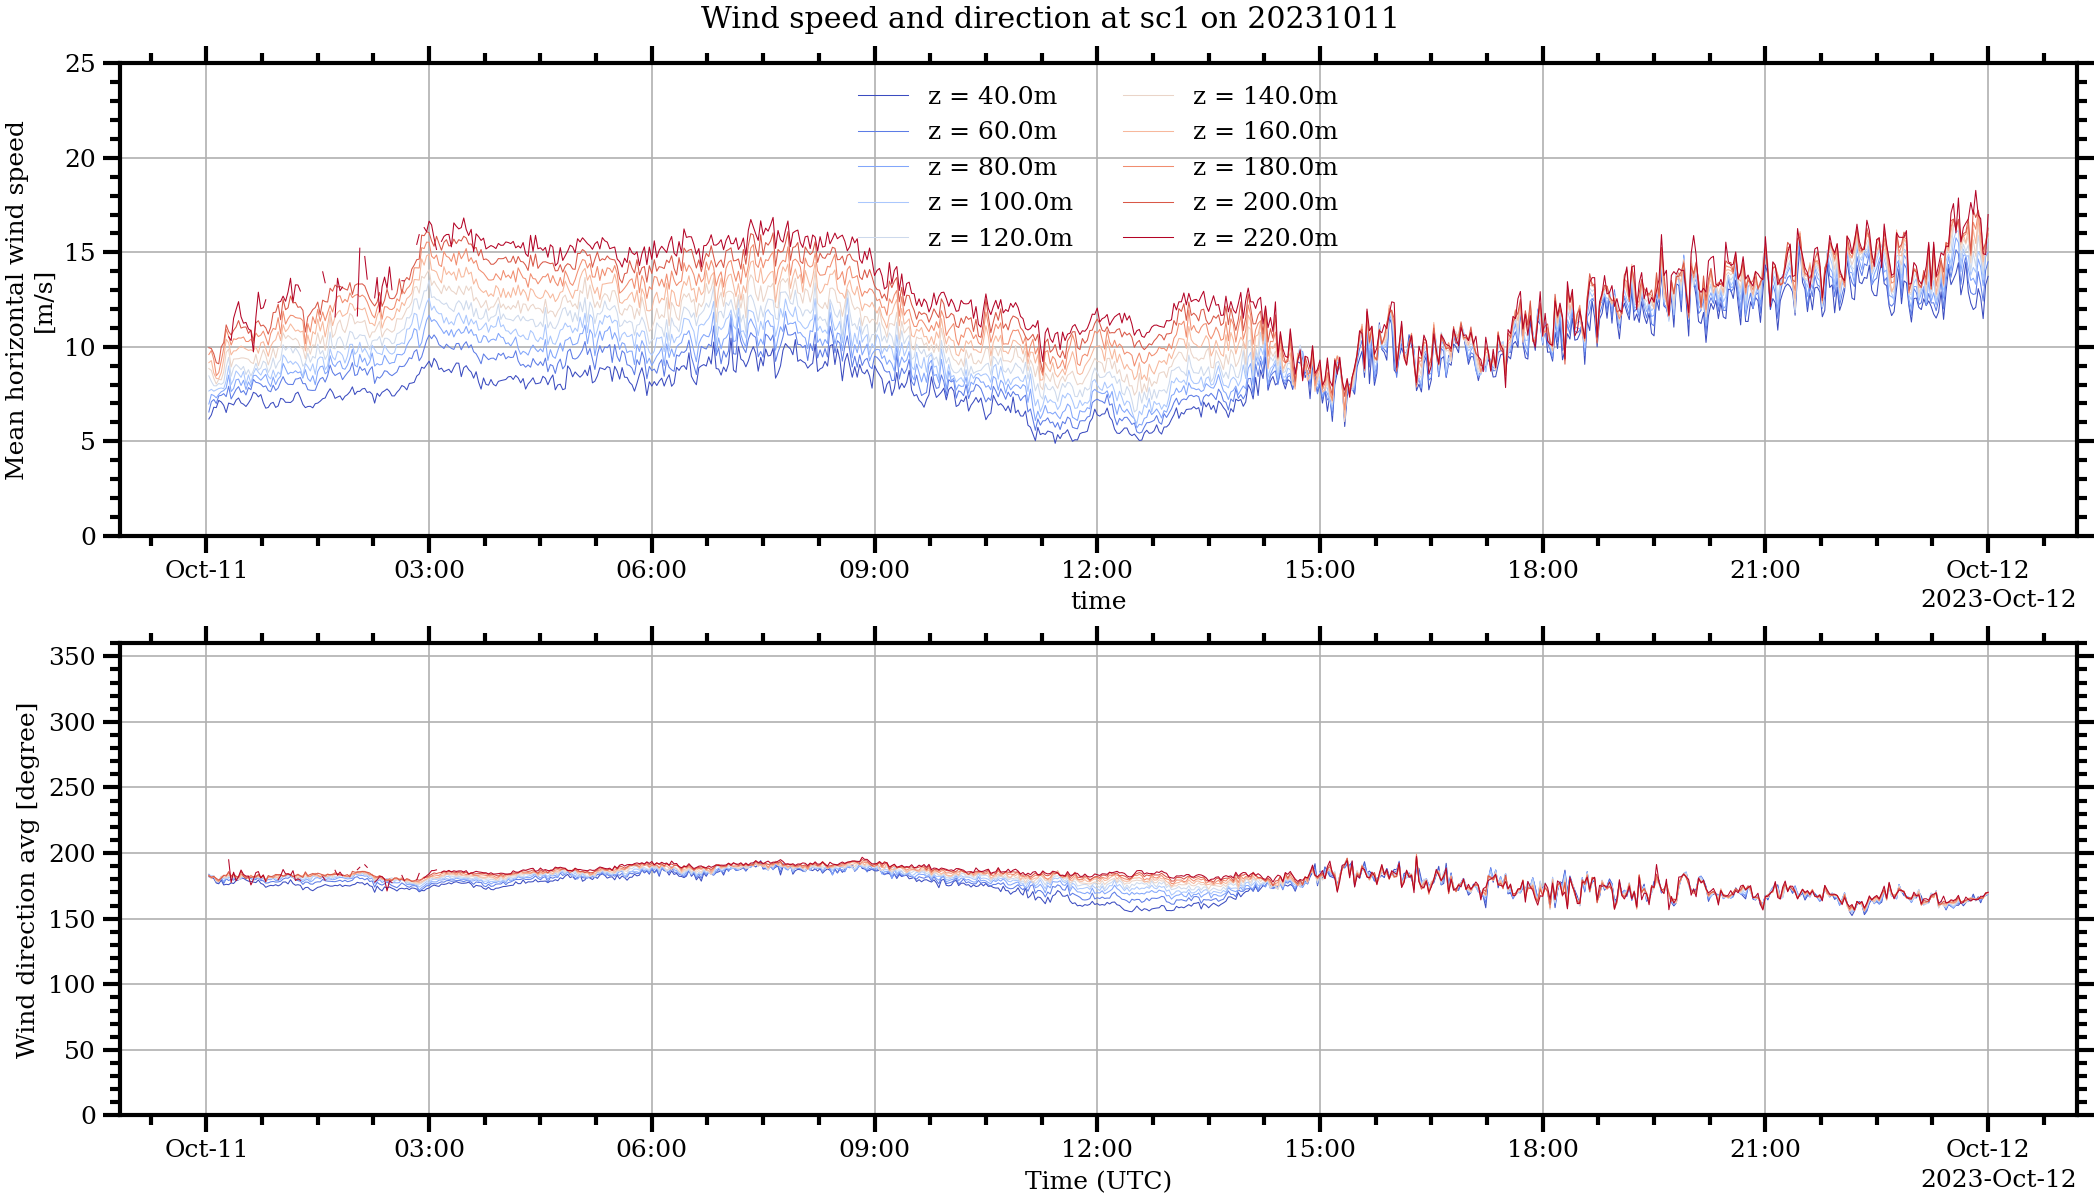 Wind speed and direction at sc1 on 20231011
Mean horizontal wind speed
[m/s]
25
20
15
10
5
0
z = 40.0m
z = 60.0m
z = 80.0m
z = 100.0m
z = 120.0m
z = 140.0m
z = 160.0m
z = 180.0m
z = 200.0m
z = 220.0m
Oct-11 03:00 06:00 09:00 12:00 15:00 18:00 21:00 Oct-12
time
2023-Oct-12
Wind direction avg [degree]
350
300
250
200
150
100
50
0
Oct-11 03:00 06:00 09:00 12:00 15:00 18:00 21:00 Oct-12
Time (UTC)
2023-Oct-12